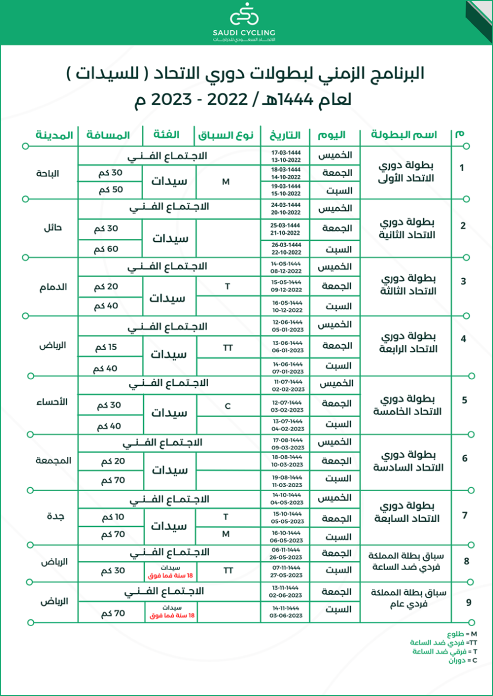 SAUDI CYCLING
الاتحاد السعودي للدراجات
البرنامج الزمني لبطولات دوري الاتحاد ( للسيدات )
لعام 1444هـ / 2022 - 2023 م
م اسم البطولة اليوم التاريخ نوع السباق الفئة المسافة المدينة
1 بطولة دوري الاتحاد الأولى الباحة
الخميس 17-03-1444 13-10-2022 الاجتماع الفني
الجمعة 18-03-1444 14-10-2022 M سيدات 30 كم
السبت 19-03-1444 15-10-2022 50 كم
2 بطولة دوري الاتحاد الثانية حائل
الخميس 24-03-1444 20-10-2022 الاجتماع الفني
الجمعة 25-03-1444 21-10-2022 سيدات 30 كم
السبت 26-03-1444 22-10-2022 60 كم
3 بطولة دوري الاتحاد الثالثة الدمام
الخميس 14-05-1444 08-12-2022 الاجتماع الفني
الجمعة 15-05-1444 09-12-2022 T سيدات 20 كم
السبت 16-05-1444 10-12-2022 40 كم
4 بطولة دوري الاتحاد الرابعة الرياض
الخميس 12-06-1444 05-01-2023 الاجتماع الفني
الجمعة 13-06-1444 06-01-2023 TT سيدات 15 كم
السبت 14-06-1444 07-01-2023 40 كم
5 بطولة دوري الاتحاد الخامسة الأحساء
الخميس 11-07-1444 02-02-2023 الاجتماع الفني
الجمعة 12-07-1444 03-02-2023 C سيدات 30 كم
السبت 13-07-1444 04-02-2023 40 كم
6 بطولة دوري الاتحاد السادسة المجمعة
الخميس 17-08-1444 09-03-2023 الاجتماع الفني
الجمعة 18-08-1444 10-03-2023 سيدات 20 كم
السبت 19-08-1444 11-03-2023 70 كم
7 بطولة دوري الاتحاد السابعة جدة
الخميس 14-10-1444 04-05-2023 الاجتماع الفني
الجمعة 15-10-1444 05-05-2023 T سيدات 10 كم
السبت 16-10-1444 06-05-2023 M 70 كم
8 سباق بطلة المملكة فردي ضد الساعة الرياض
الجمعة 06-11-1444 26-05-2023 الاجتماع الفني
السبت 07-11-1444 27-05-2023 TT سيدات 18 سنة فما فوق 30 كم
9 سباق بطلة المملكة فردي عام الرياض
الجمعة 13-11-1444 02-06-2023 الاجتماع الفني
السبت 14-11-1444 03-06-2023 سيدات 18 سنة فما فوق 70 كم
M = طلوع
TT= فردي ضد الساعة
T = فرقي ضد الساعة
C = دوران